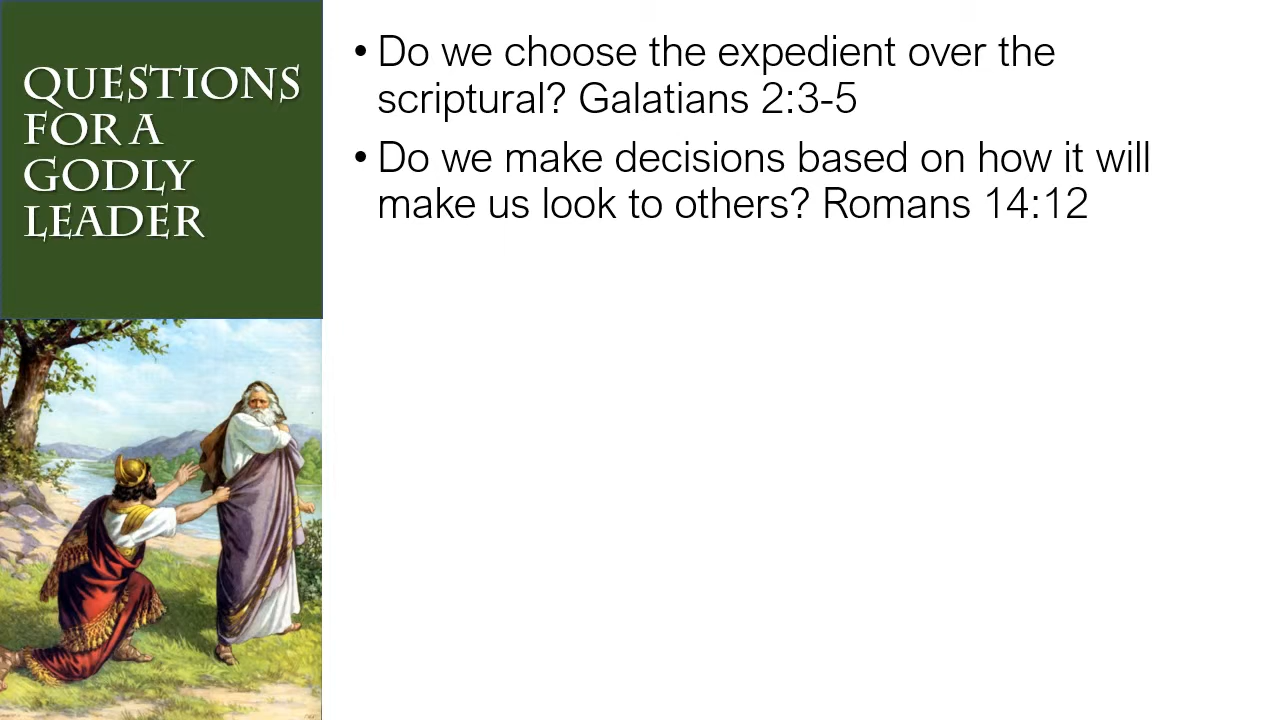 QUESTIONS
FOR A
GODLY
LEADER
• Do we choose the expedient over the
scriptural? Galatians 2:3-5
• Do we make decisions based on how it will
make us look to others? Romans 14:12